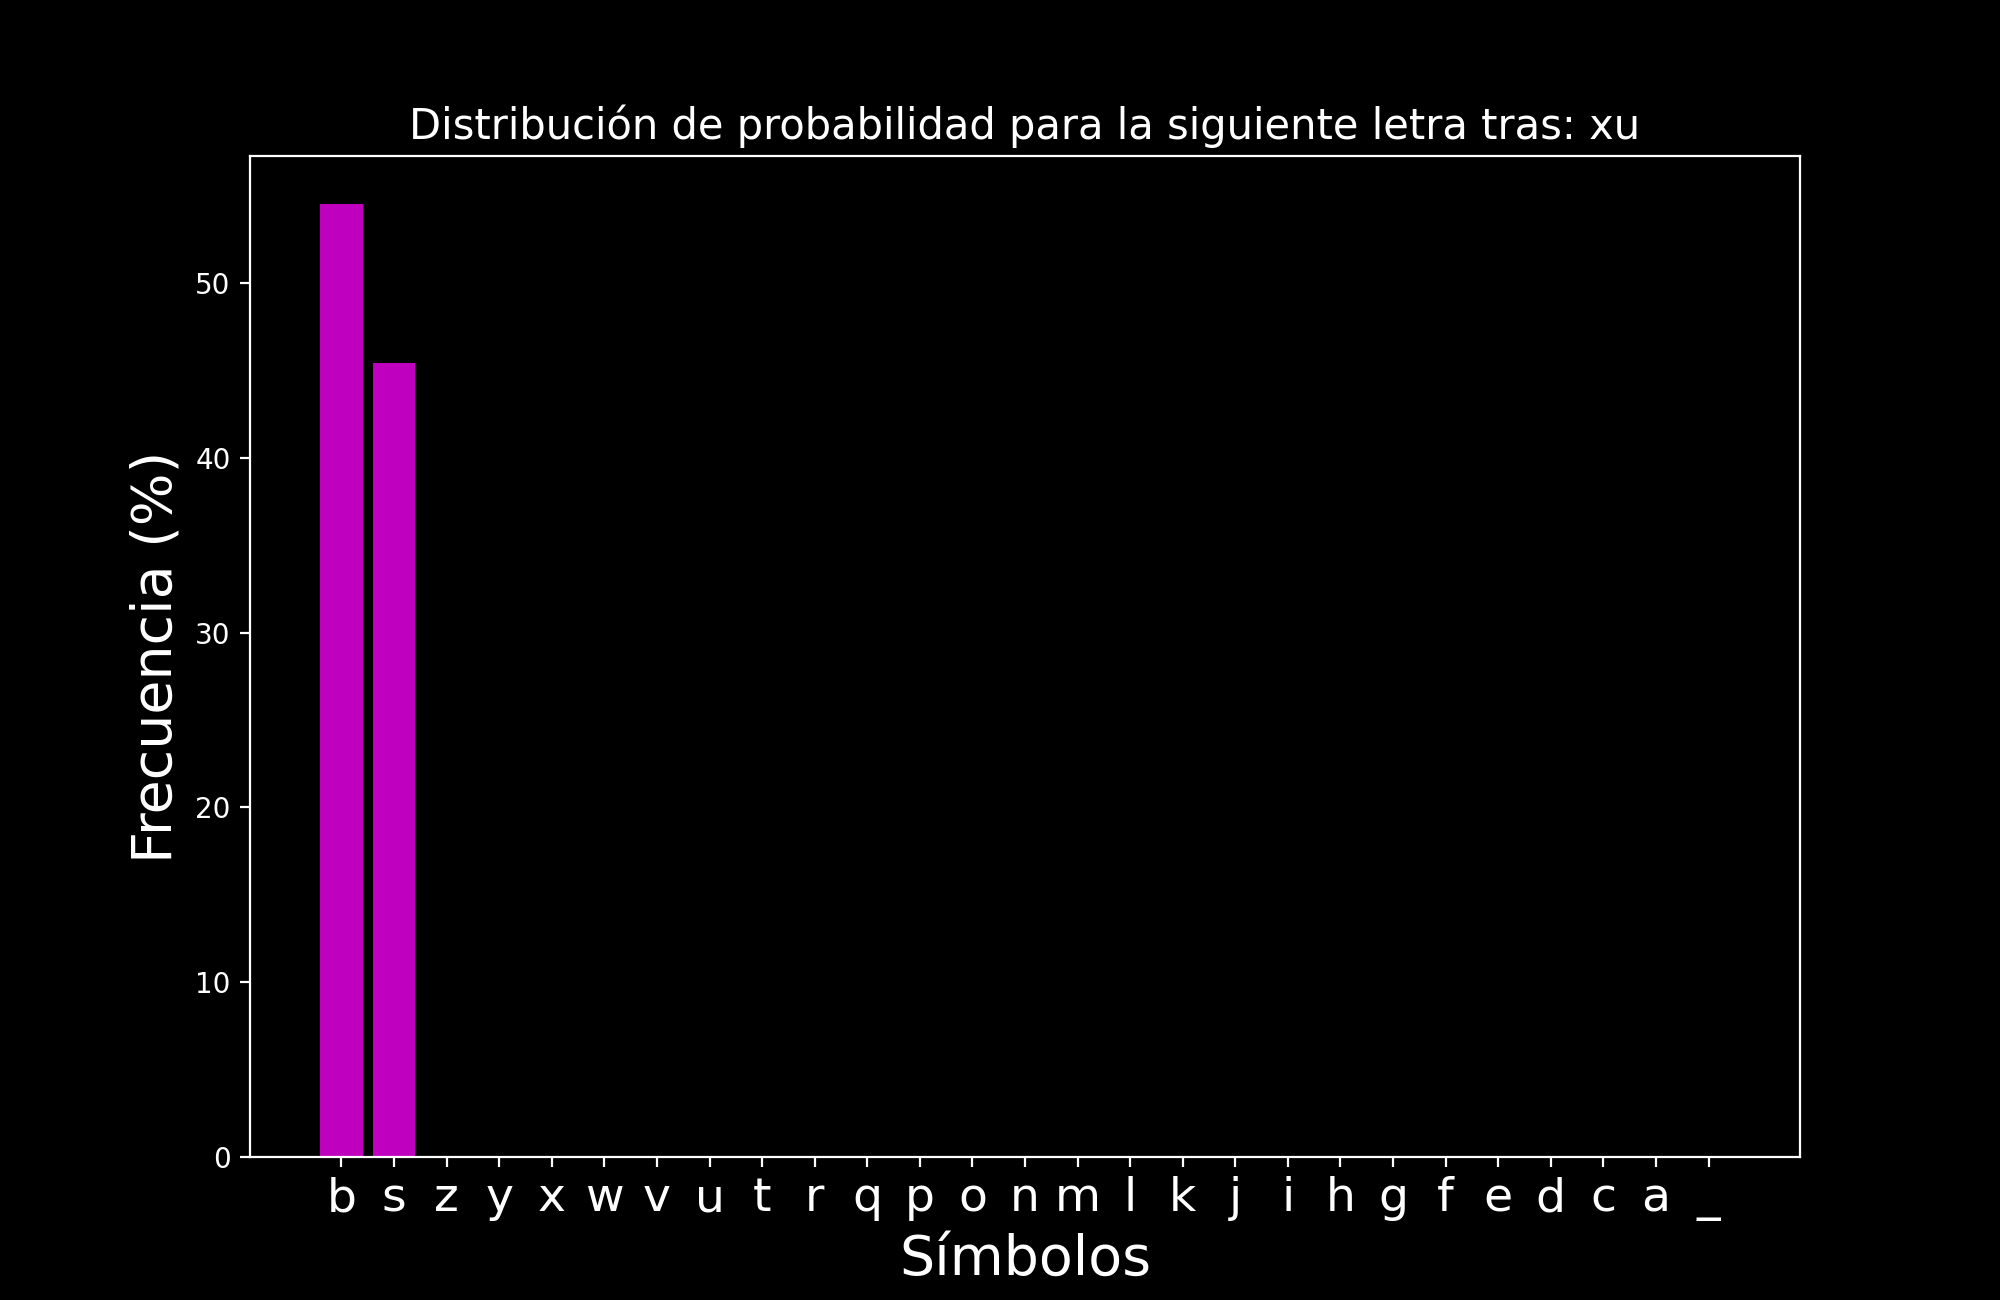 Distribución de probabilidad para la siguiente letra tras: xu
Frecuencia (%)
50
40
30
20
10
0
b s z y x w v u t r q p o n m l k j i h g f e d c a _
Símbolos